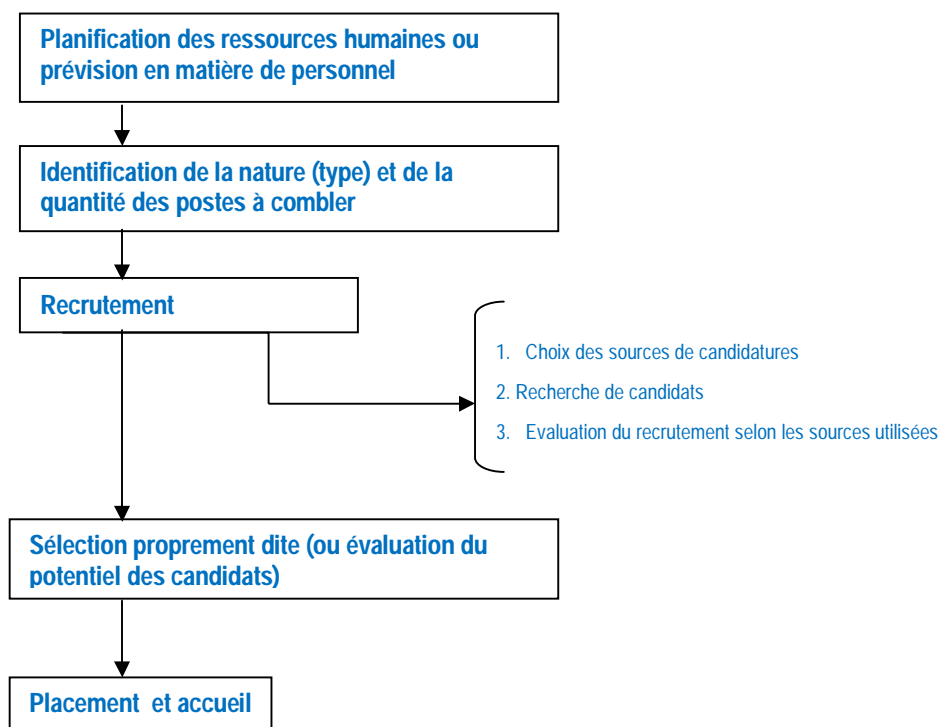 Planification des ressources humaines ou
prévision en matière de personnel
Identification de la nature (type) et de la
quantité des postes à combler
Recrutement
1. Choix des sources de candidatures
2. Recherche de candidats
3. Evaluation du recrutement selon les sources utilisées
Sélection proprement dite (ou évaluation du
potentiel des candidats)
Placement et accueil